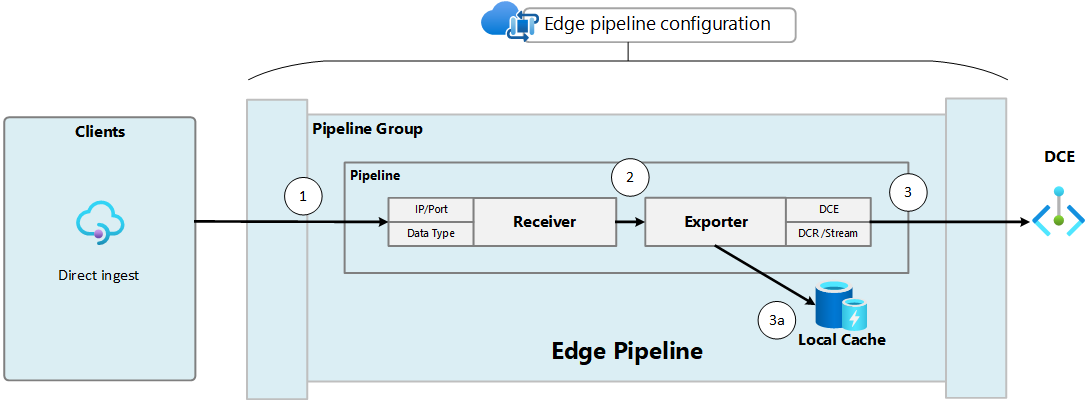 Edge pipeline configuration
Clients
Direct ingest
Pipeline Group
Pipeline
1
IP/Port
Data Type
Receiver
2
Exporter
DCE
DCR/Stream
3
3a
Local Cache
Edge Pipeline
DCE